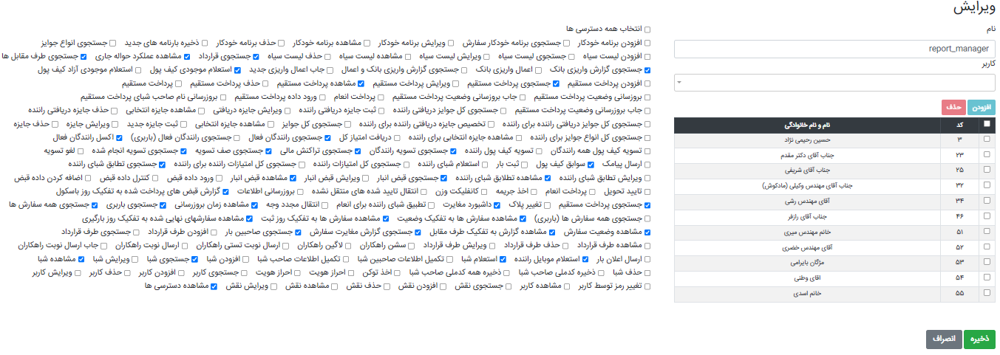 ویرایش
نام
report_manager
کاربر
افزودن حذف
کد نام و نام خانوادگی
۳ حسین رحیمی نژاد
۲۳ جناب آقای دکتر مقدم
۲۵ جناب آقای شریفی
۳۲ جناب آقای مهندس وکیلی (مادکوش)
۳۴ آقای مهندس رشی
۴۶ جناب آقای رازفر
۵۱ خانم مهندس میری
۵۲ آقای مهندس خضری
۵۳ مژگان بایرامی
۵۴ اقای وطنی
۵۵ خانم اسدی
ذخیره انصراف
انتخاب همه دسترسی ها
افزودن برنامه خودکار جستجوی برنامه خودکار سفارش ویرایش برنامه خودکار مشاهده برنامه خودکار حذف برنامه خودکار ذخیره بارنامه های جدید جستجوی انواع جوایز
افزودن لیست سیاه جستجوی لیست سیاه ویرایش لیست سیاه مشاهده لیست سیاه حذف لیست سیاه جستجوی قرارداد مشاهده عملکرد حواله جاری جستجوی طرف مقابل ها
جستجوی گزارش واریزی بانک اعمال واریزی بانک جستجوی گزارش واریزی بانک و اعمال جاب اعمال واریزی جدید استعلام موجودی کیف پول استعلام موجودی آزاد کیف پول
افزودن پرداخت مستقیم جستجوی پرداخت مستقیم ویرایش پرداخت مستقیم مشاهده پرداخت مستقیم حذف پرداخت مستقیم پرداخت مستقیم
بروزسانی وضعیت پرداخت مستقیم جاب بروزسانی وضعیت پرداخت مستقیم پرداخت انعام ورود داده پرداخت مستقیم بروزرسانی نام صاحب شبای پرداخت مستقیم
جاب بروزرسانی وضعیت پرداخت مستقیم جستجوی کل جوایز دریافتی راننده ثبت جایزه دریافتی راننده ویرایش جایزه دریافتی مشاهده جایزه انتخابی حذف جایزه دریافتی راننده
جستجوی کل جوایز دریافتی راننده برای راننده تخصیص جایزه دریافتی راننده برای راننده جستجوی کل جوایز مشاهده جایزه انتخابی ثبت جایزه جدید ویرایش جایزه حذف جایزه
جستجوی کل انواع جوایز برای راننده مشاهده جایزه انتخابی برای راننده دریافت امتیاز کل جستجوی رانندگان فعال جستجوی رانندگان فعال (باربری) اکسل رانندگان فعال
تسویه کیف پول همه رانندگان تسویه کیف پول راننده جستجوی تسویه رانندگان جستجوی تراکنش مالی جستجوی صف تسویه جستجوی تسویه انجام شده لغو تسویه
ارسال پیامک سوابق کیف پول ثبت بار استعلام شبای راننده جستجوی کل امتیازات راننده جستجوی کل امتیازات راننده برای راننده جستجوی تطابق شبای راننده
ویرایش تطابق شبای راننده مشاهده تطلابق شبای راننده جستجوی قبض انبار ویرایش قبض انبار مشاهده قبض انبار ورود داده قبض کنترل داده قبض اضافه کردن داده قبض
تایید تحویل پرداخت انعام اخذ جریمه کانفلیکت وزن انتقال تایید شده های منتقل نشده بروزرسانی اطلاعات گزارش قبض های پرداخت شده به تفکیک روز باسکول
جستجوی پرداخت مستقیم تغییر پلاک داشبورد مغایرت تطبیق شبای راننده برای انعام انتقال مجدد وجه مشاهده زمان بروزرسانی جستجوی باربری جستجوی همه سفارش ها
جستجوی همه سفارش ها (باربری) مشاهده سفارش ها به تفکیک وضعیت مشاهده سفارش ها به تفکیک روز ثبت مشاهده سفارشهای نهایی شده به تفکیک روز بارگیری
مشاهده وضعیت سفارش مشاهده گزارش به تفکیک طرف مقابل جستجوی گزارش مغایرت سفارش جستجوی صاحبین بار افزودن طرف قرارداد جستجوی طرف قرارداد
مشاهده طرف قرارداد حذف طرف قرارداد ویرایش طرف قرارداد سشن راهکاران لاگین راهکاران ارسال نوبت تستی راهکاران ارسال نوبت راهکاران جاب ارسال نوبت راهکاران
ارسال اعلان بار استعلام موبایل راننده استعلام شبا تکمیل اطلاعات صاحبین شبا تکمیل اطلاعات صاحب شبا افزودن شبا جستجوی شبا ویرایش شبا مشاهده شبا
حذف شبا ذخیره کدملی صاحب شبا ذخیره همه کدملی صاحب شبا اخذ توکن احراز هویت احراز هویت جستجوی کاربر افزودن کاربر حذف کاربر ویرایش کاربر
تغییر رمز توسط کاربر مشاهده کاربر جستجوی نقش افزودن نقش حذف نقش مشاهده نقش ویرایش نقش مشاهده دسترسی ها